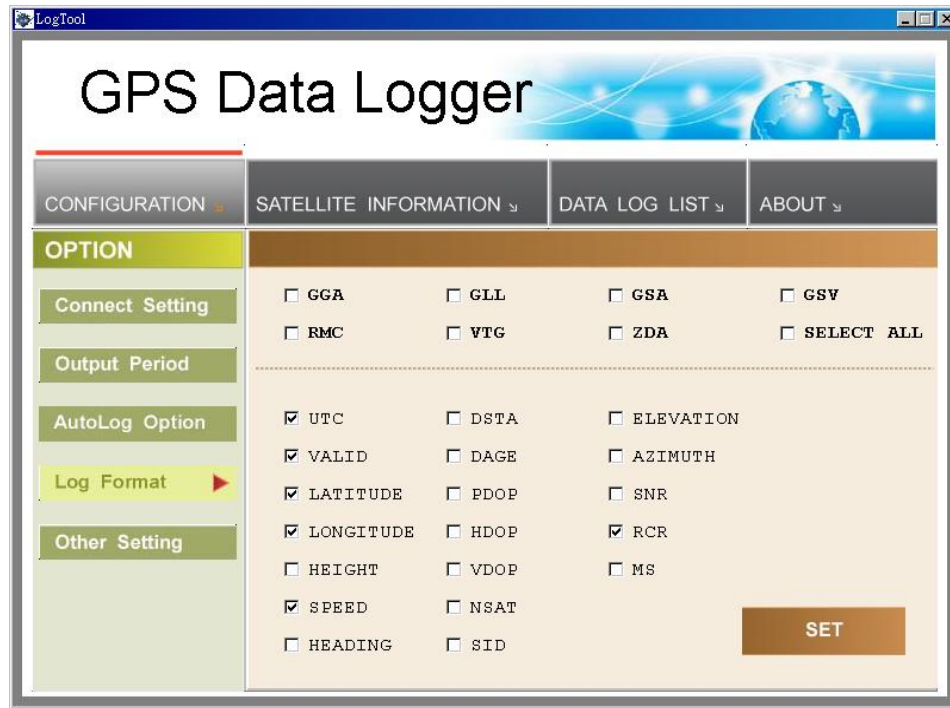 LogTool
GPS Data Logger
CONFIGURATION SATELLITE INFORMATION DATA LOG LIST ABOUT
OPTION
Connect Setting
Output Period
AutoLog Option
Log Format
Other Setting
GGA GLL GSA GSV
RMC VTG ZDA SELECT ALL
UTC DSTA ELEVATION
VALID DAGE AZIMUTH
LATITUDE PDOP SNR
LONGITUDE HDOP RCR
HEIGHT VDOP MS
SPEED NSAT
HEADING SID
SET